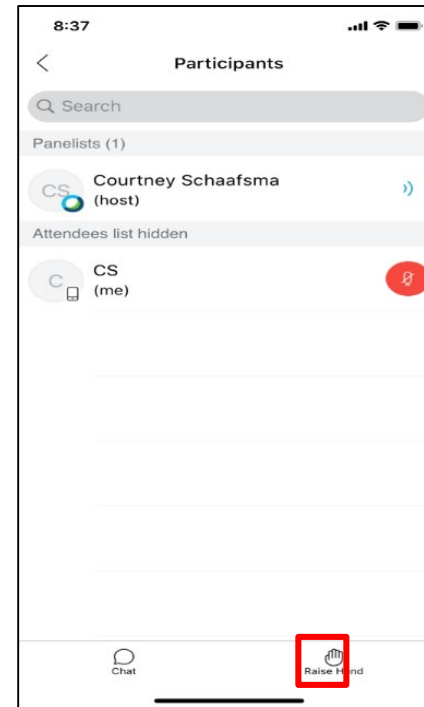 8:37
Participants
Search
Panelists (1)
CS
Courtney Schaafsma
(host)
Attendees list hidden
C
CS
(me)
Chat
Raise Hand